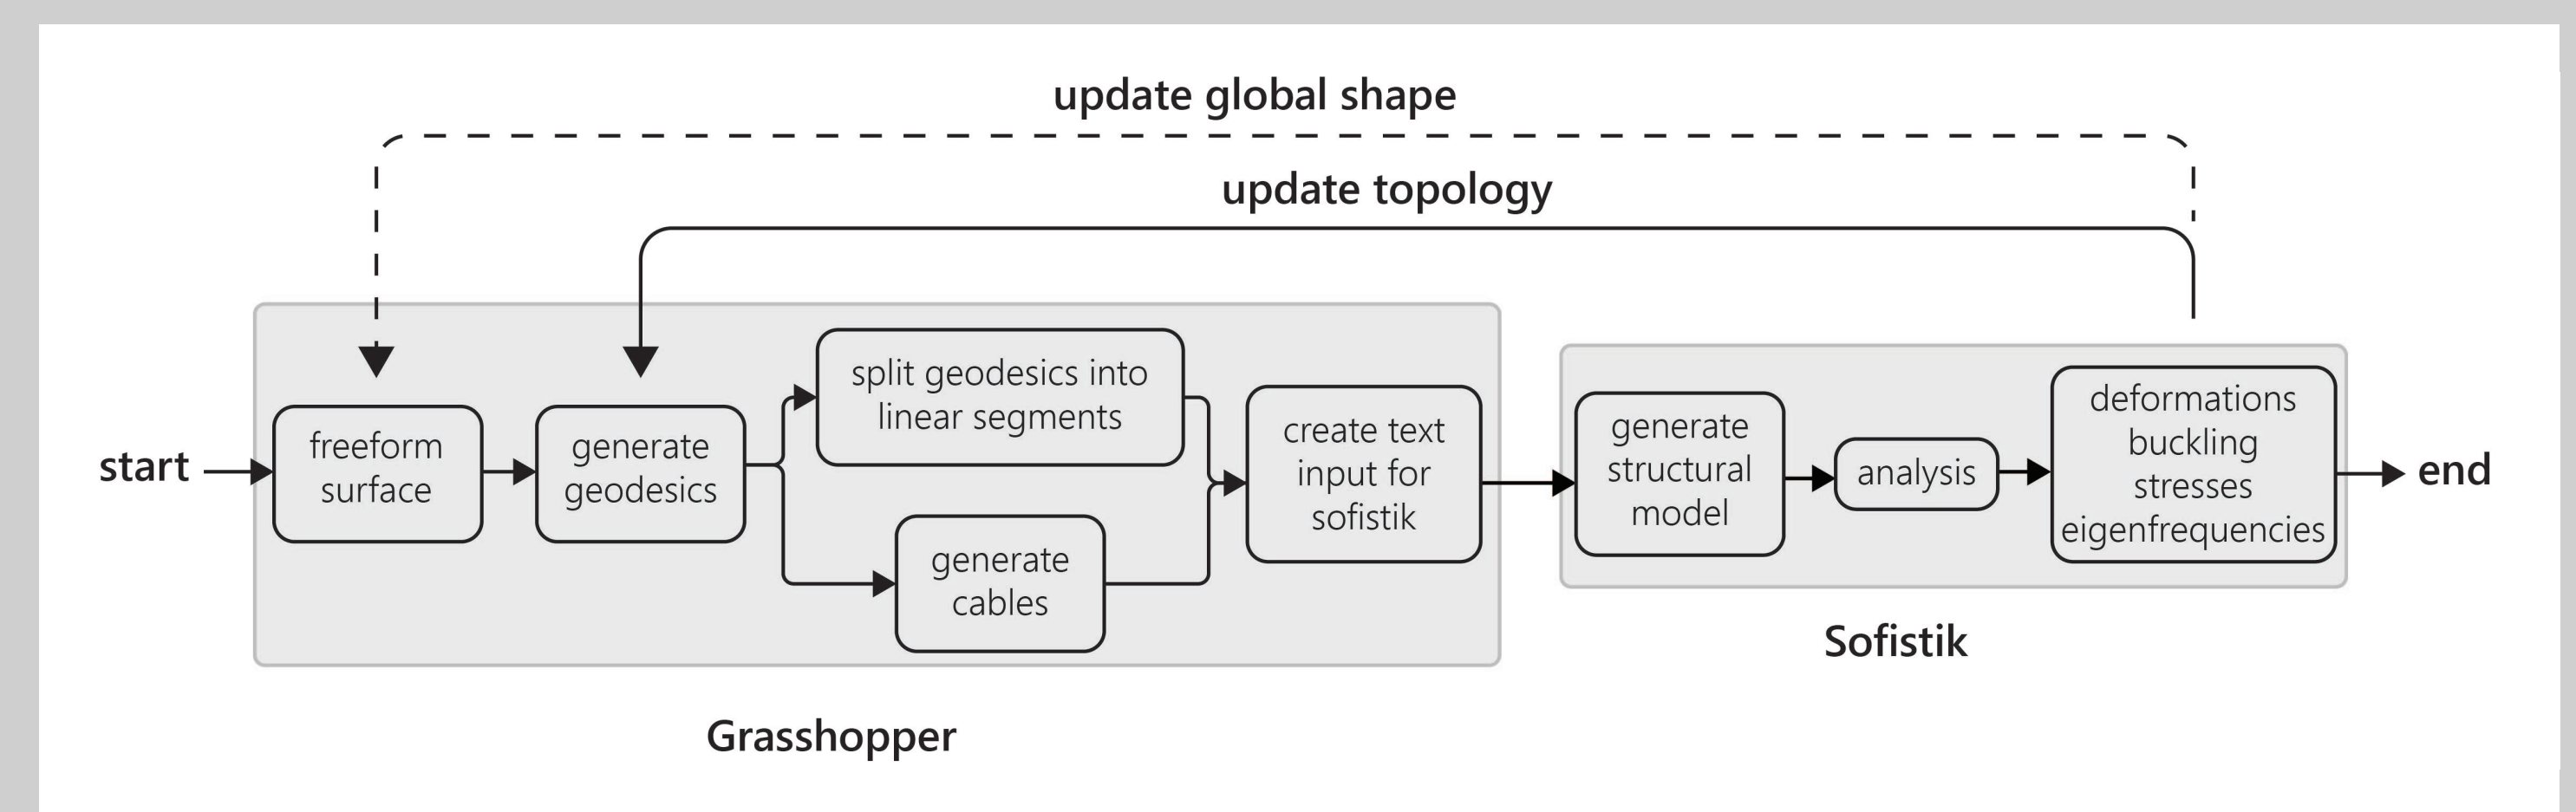 update global shape
update topology
start
freeform
surface
generate
geodesics
split geodesics into
linear segments
generate
cables
create text
input for
sofistik
generate
structural
model
analysis
deformations
buckling
stresses
eigenfrequencies
end
Sofistik
Grasshopper